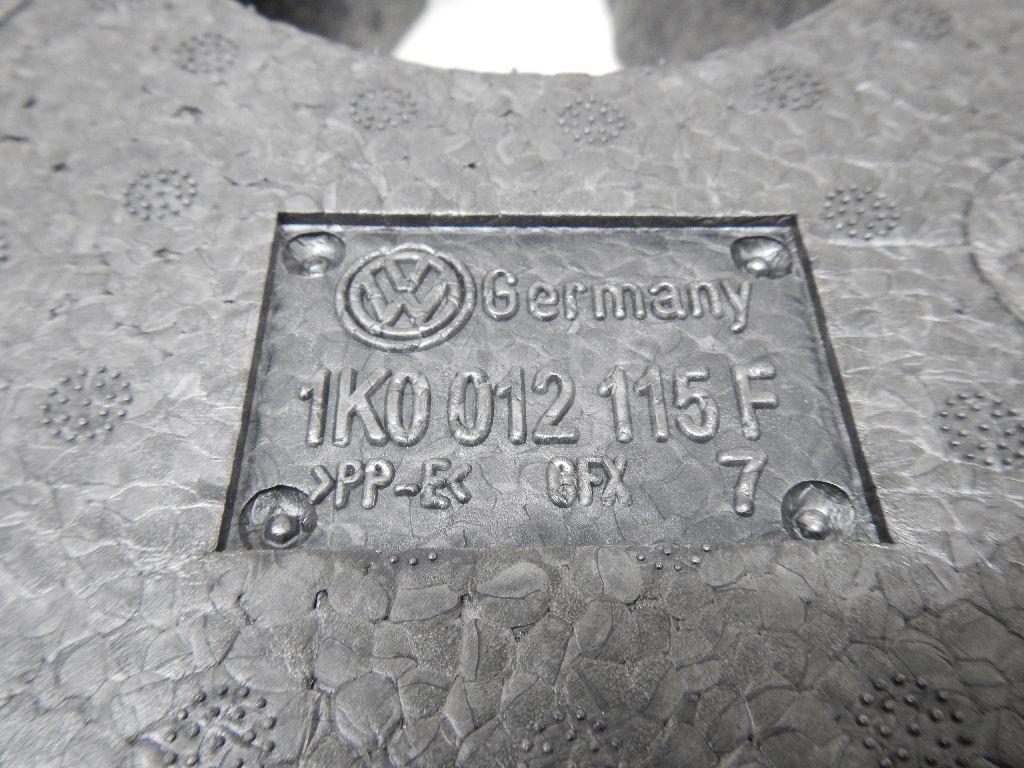 VW Germany
1K0 012 115 F
>PP-E< GFX 7